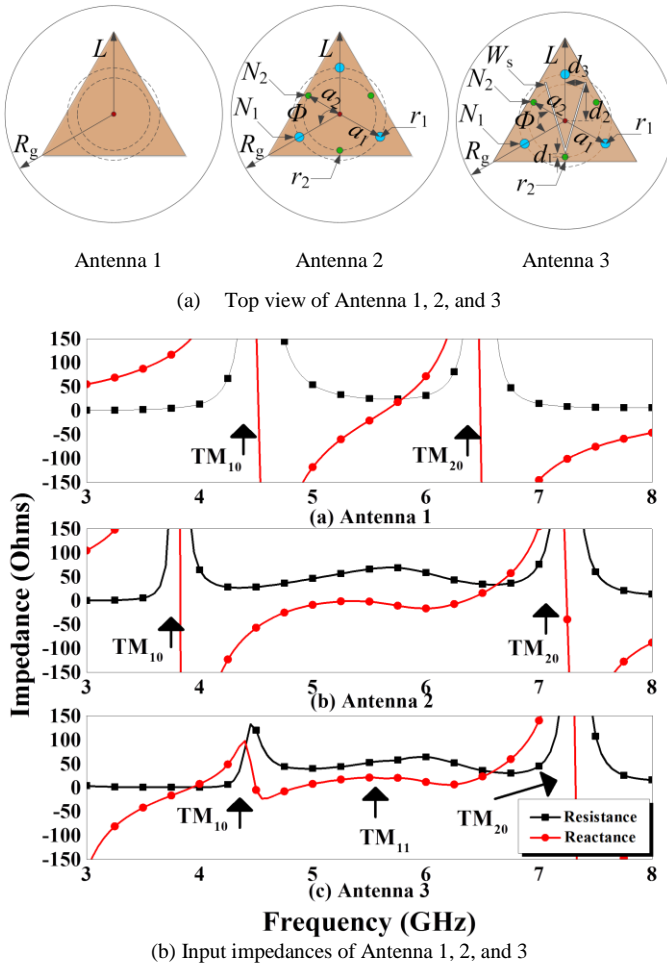 L
R_g
L
N_2
a_2
N_1
Φ
a_1
r_1
R_g
r_2
W_s
L
d_3
N_2
a_2
d_2
N_1
Φ
a_1
r_1
R_g
d_1
r_2
Antenna 1 Antenna 2 Antenna 3
(a) Top view of Antenna 1, 2, and 3
Impedance (Ohms)
150
100
50
0
-50
-100
-150
TM_10 TM_20
3 4 5 6 7 8
(a) Antenna 1
150
100
50
0
-50
-100
-150
TM_10 TM_20
3 4 5 6 7 8
(b) Antenna 2
150
100
50
0
-50
-100
-150
TM_10 TM_11 TM_20
Resistance
Reactance
3 4 5 6 7 8
(c) Antenna 3
Frequency (GHz)
(b) Input impedances of Antenna 1, 2, and 3